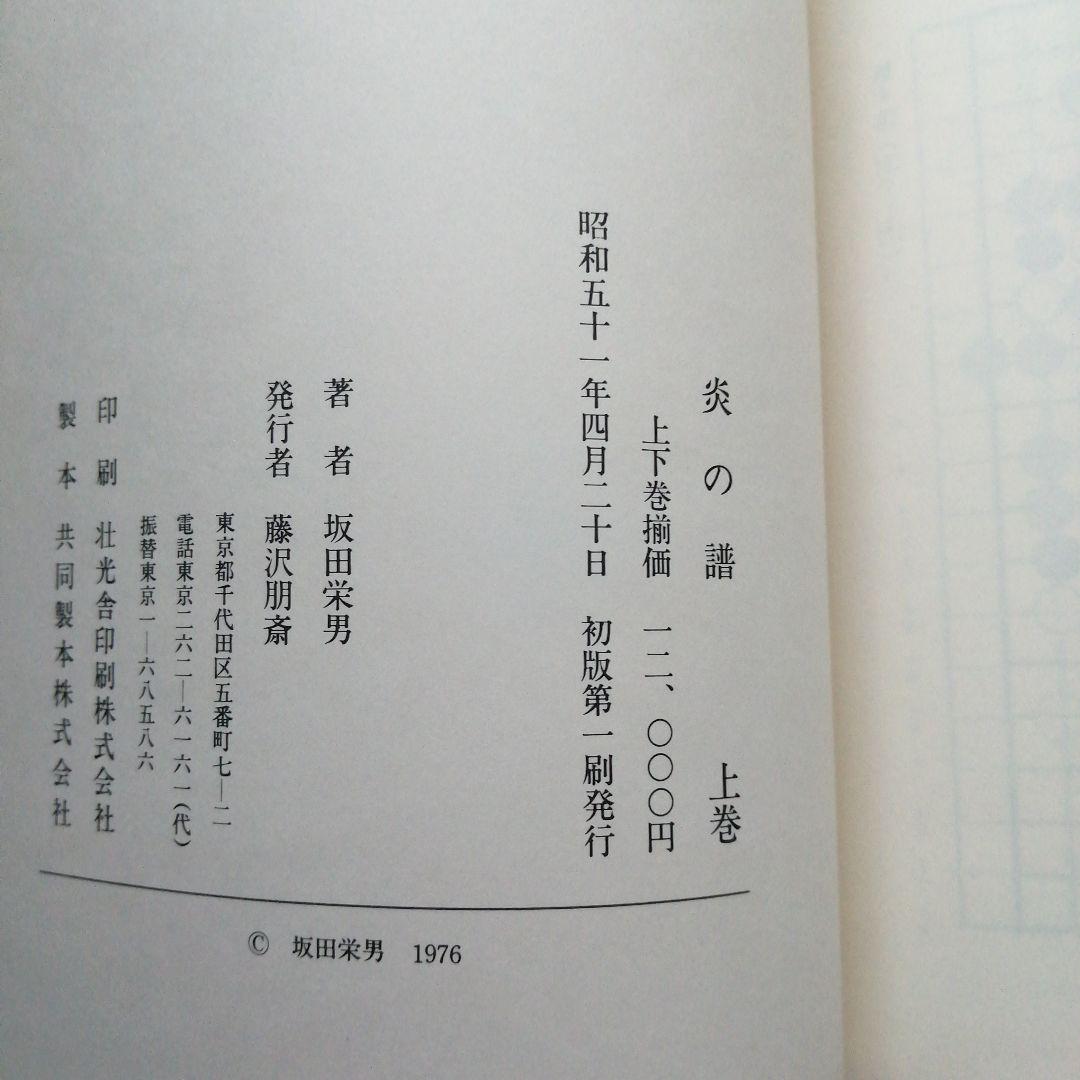 炎の譜 上巻
上下巻揃価 一二、〇〇〇円
昭和五十一年四月二十日 初版第一刷発行
著者 坂田栄男
発行者 藤沢朋斎
東京都千代田区五番町七―二
電話東京二六二―六一六一(代)
振替東京一―六八五八六
印刷 壮光舎印刷株式会社
製本 共同製本株式会社
© 坂田栄男 1976